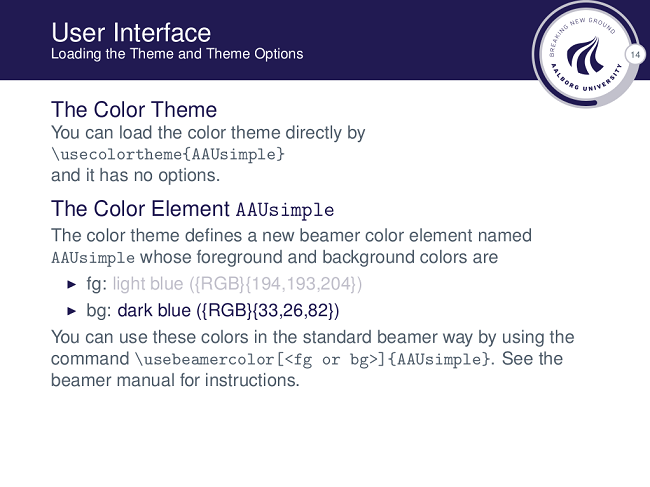 User Interface
Loading the Theme and Theme Options
BREAKING NEW GROUND
AALBORG UNIVERSITY
14
The Color Theme
You can load the color theme directly by
\usecolortheme{AAUsimple}
and it has no options.
The Color Element AAUsimple
The color theme defines a new beamer color element named
AAUsimple whose foreground and background colors are
▶ fg: light blue ({RGB}{194,193,204})
▶ bg: dark blue ({RGB}{33,26,82})
You can use these colors in the standard beamer way by using the
command \usebeamercolor[<fg or bg>]{AAUsimple}. See the
beamer manual for instructions.